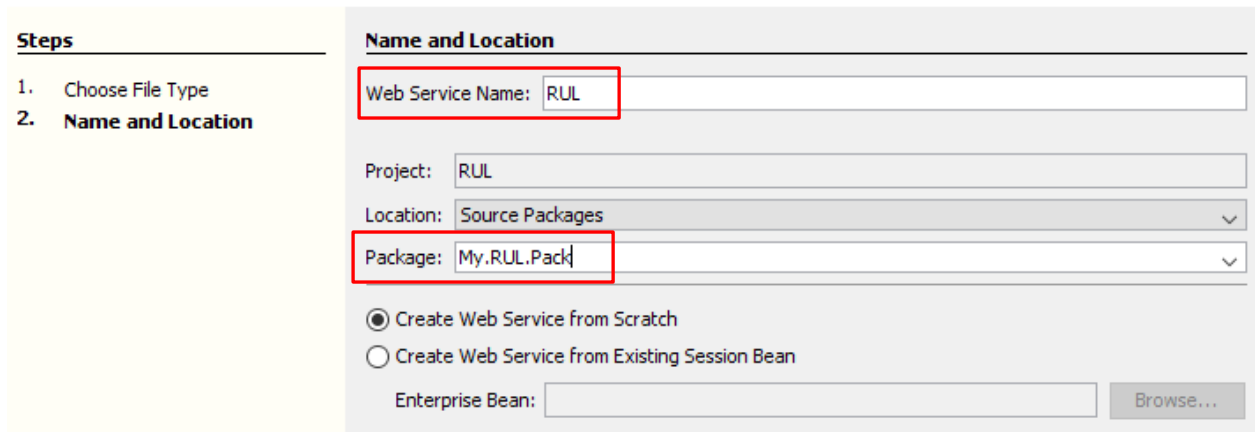 Steps
1. Choose File Type
2. Name and Location
Name and Location
Web Service Name: RUL
Project: RUL
Location: Source Packages
Package: My.RUL.Pack
Create Web Service from Scratch
Create Web Service from Existing Session Bean
Enterprise Bean: Browse...